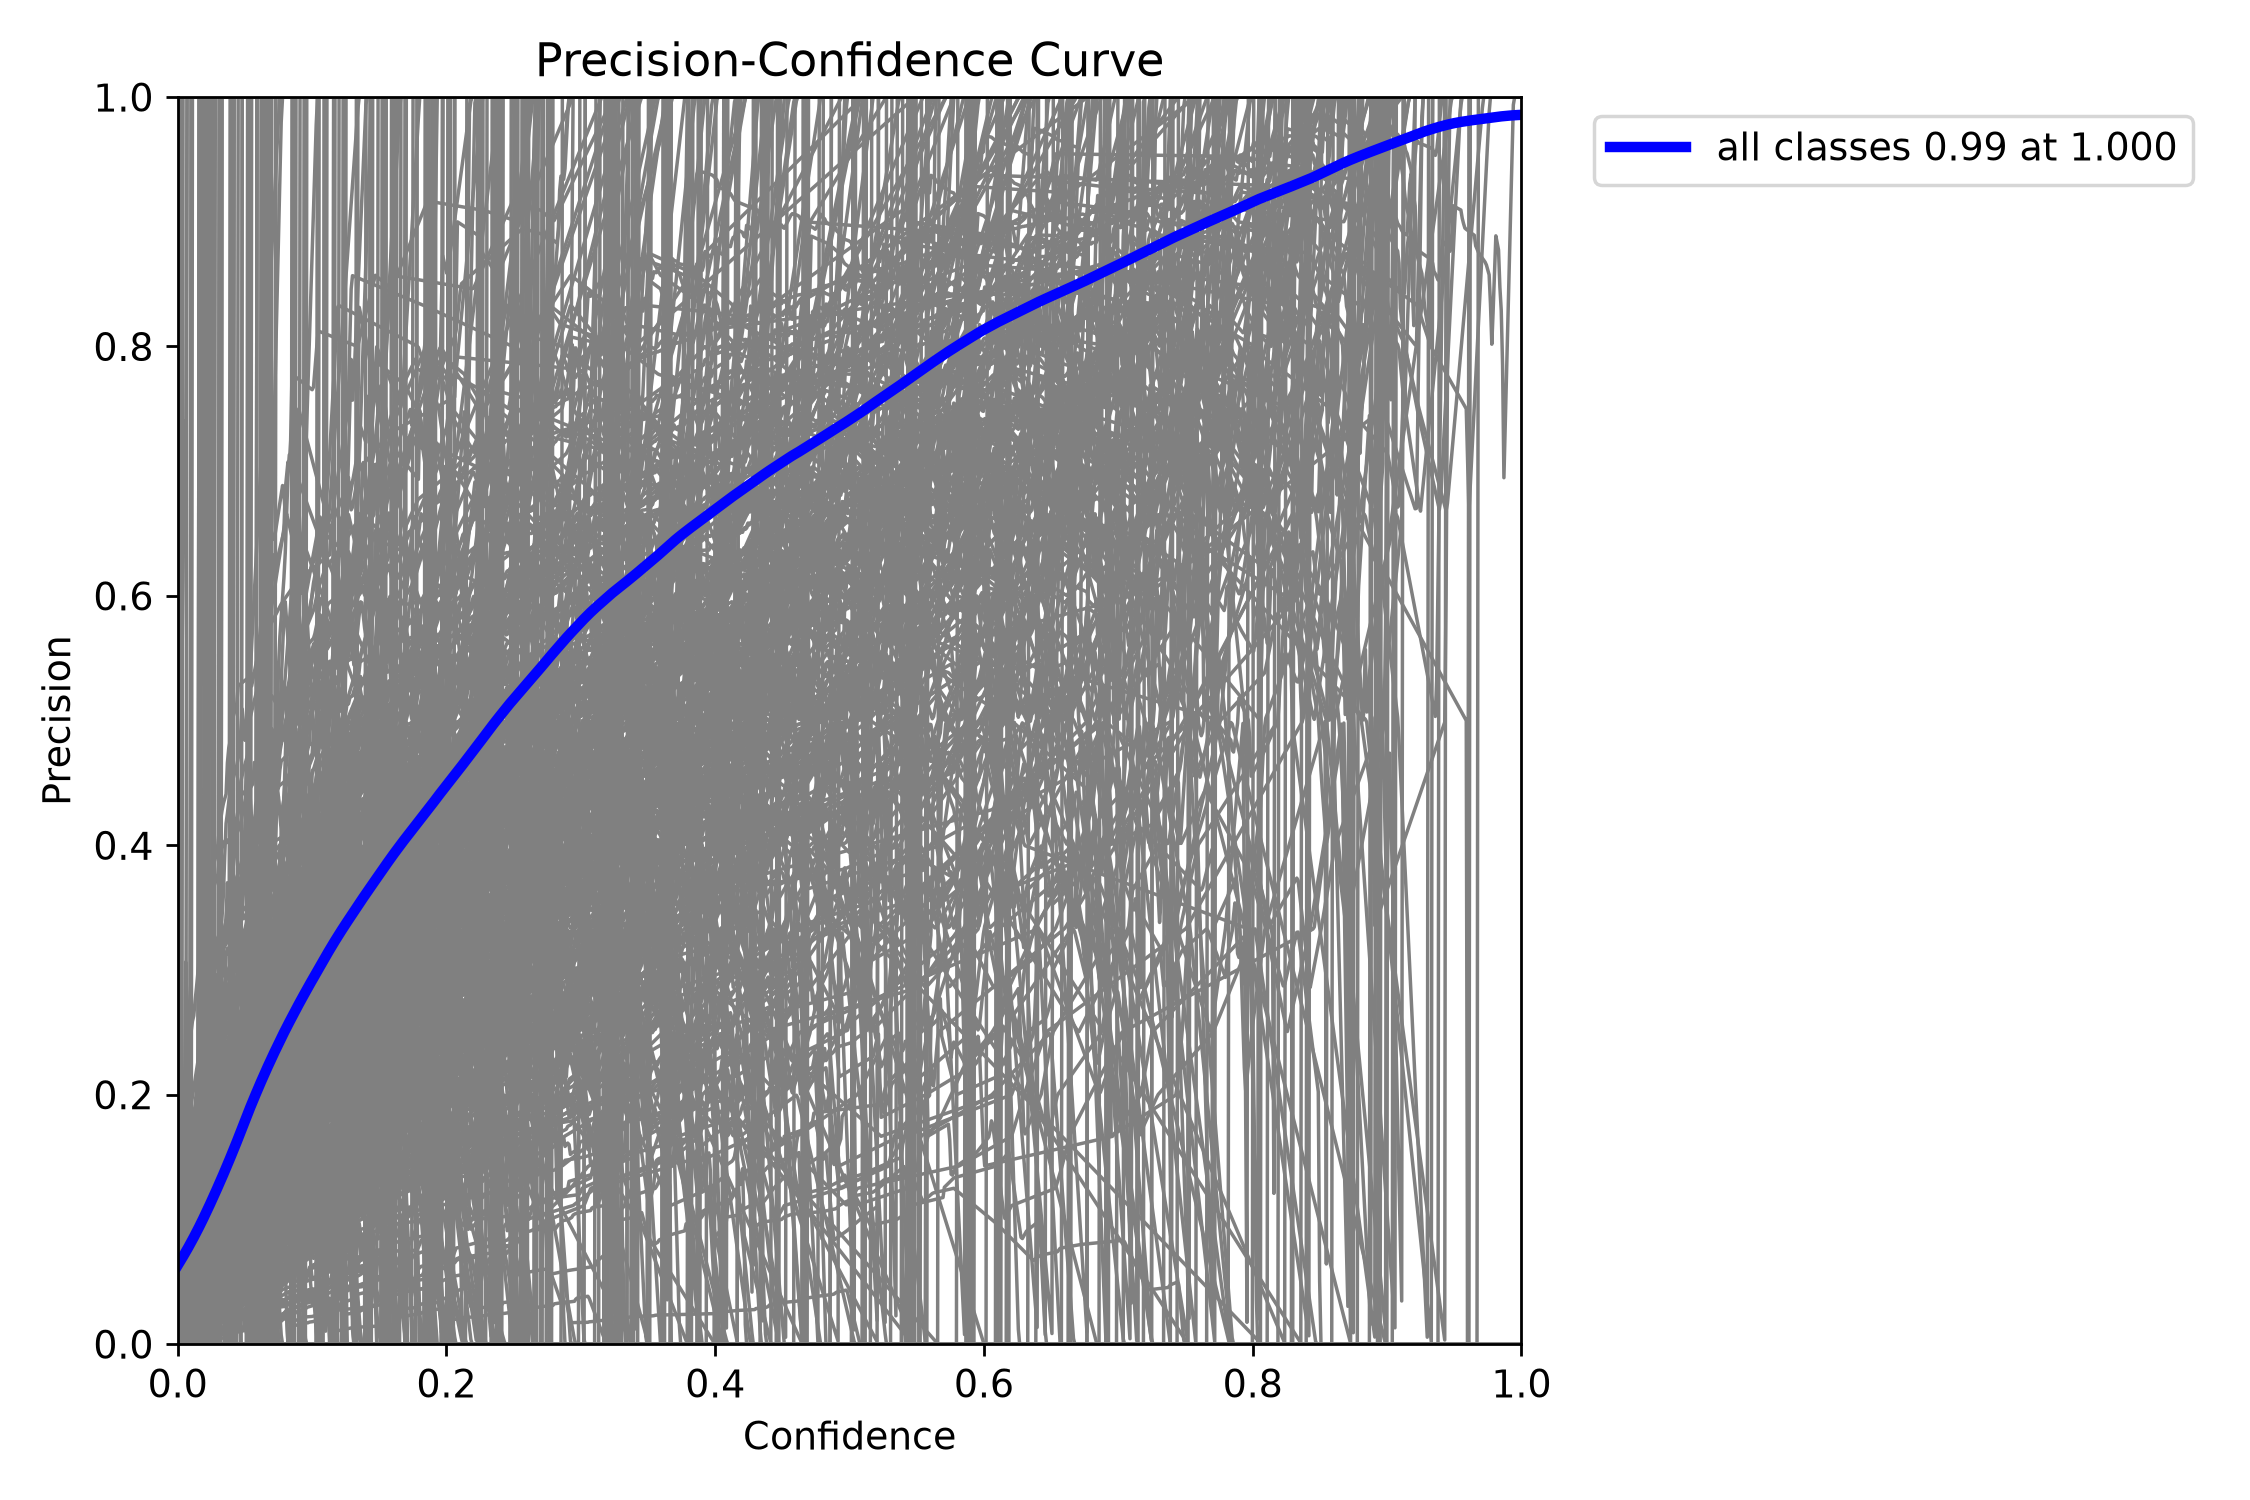 Precision-Confidence Curve
all classes 0.99 at 1.000
Precision
1.0
0.8
0.6
0.4
0.2
0.0
0.0 0.2 0.4 0.6 0.8 1.0
Confidence